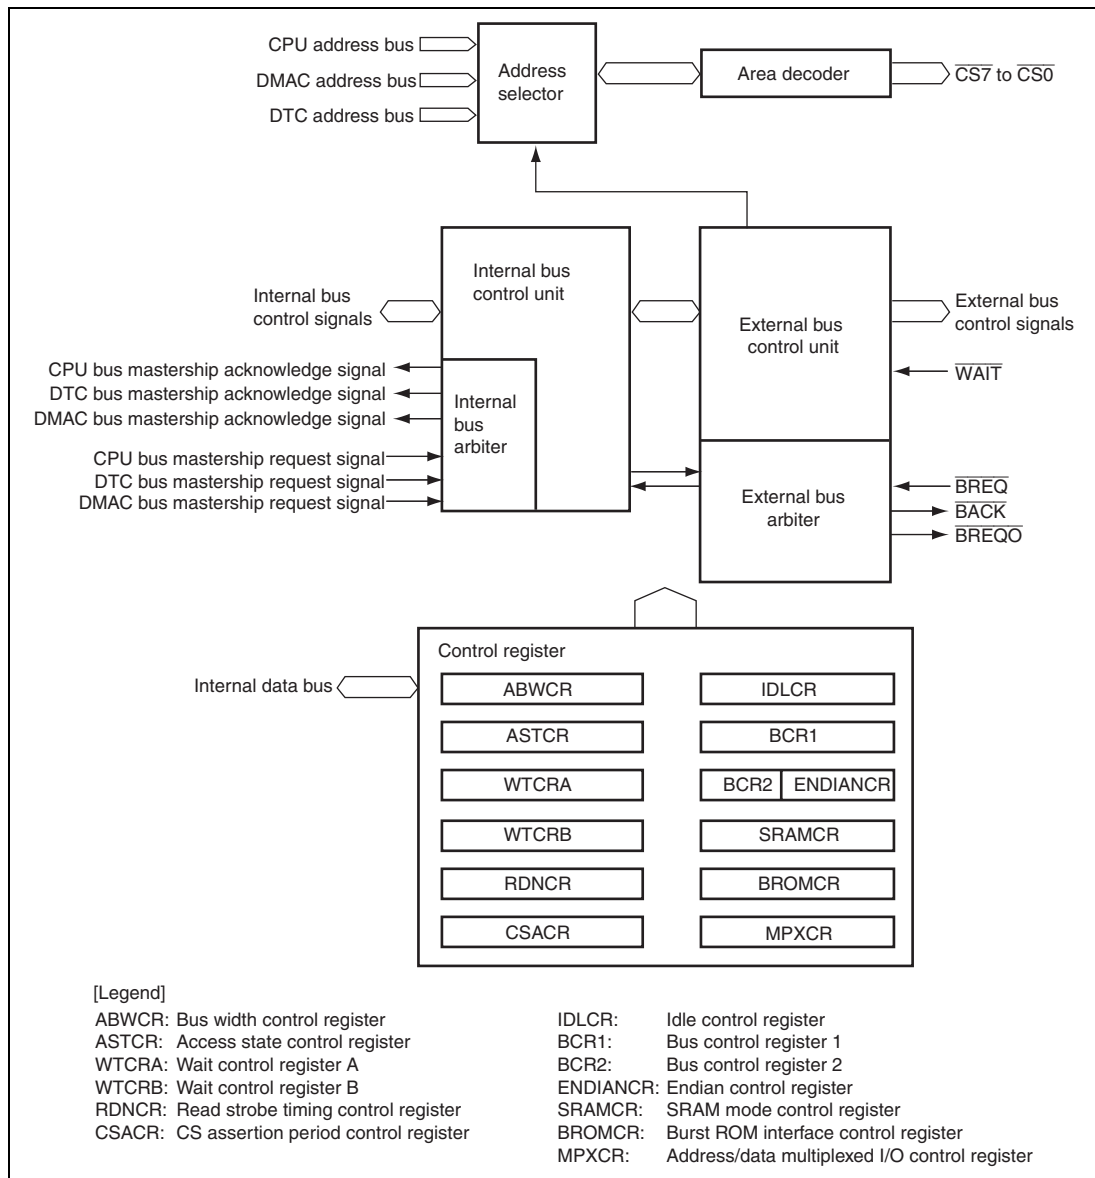 CPU address bus
DMAC address bus
DTC address bus
Address
selector
Area decoder
CS7 to CS0
Internal bus
control signals
Internal bus
control unit
External bus
control unit
External bus
control signals
WAIT
CPU bus mastership acknowledge signal
DTC bus mastership acknowledge signal
DMAC bus mastership acknowledge signal
Internal
bus
arbiter
CPU bus mastership request signal
DTC bus mastership request signal
DMAC bus mastership request signal
External bus
arbiter
BREQ
BACK
BREQO
Control register
Internal data bus
ABWCR
IDLCR
ASTCR
BCR1
WTCRA
BCR2 ENDIANCR
WTCRB
SRAMCR
RDNCR
BROMCR
CSACR
MPXCR
[Legend]
ABWCR: Bus width control register
ASTCR: Access state control register
WTCRA: Wait control register A
WTCRB: Wait control register B
RDNCR: Read strobe timing control register
CSACR: CS assertion period control register
IDLCR: Idle control register
BCR1: Bus control register 1
BCR2: Bus control register 2
ENDIANCR: Endian control register
SRAMCR: SRAM mode control register
BROMCR: Burst ROM interface control register
MPXCR: Address/data multiplexed I/O control register